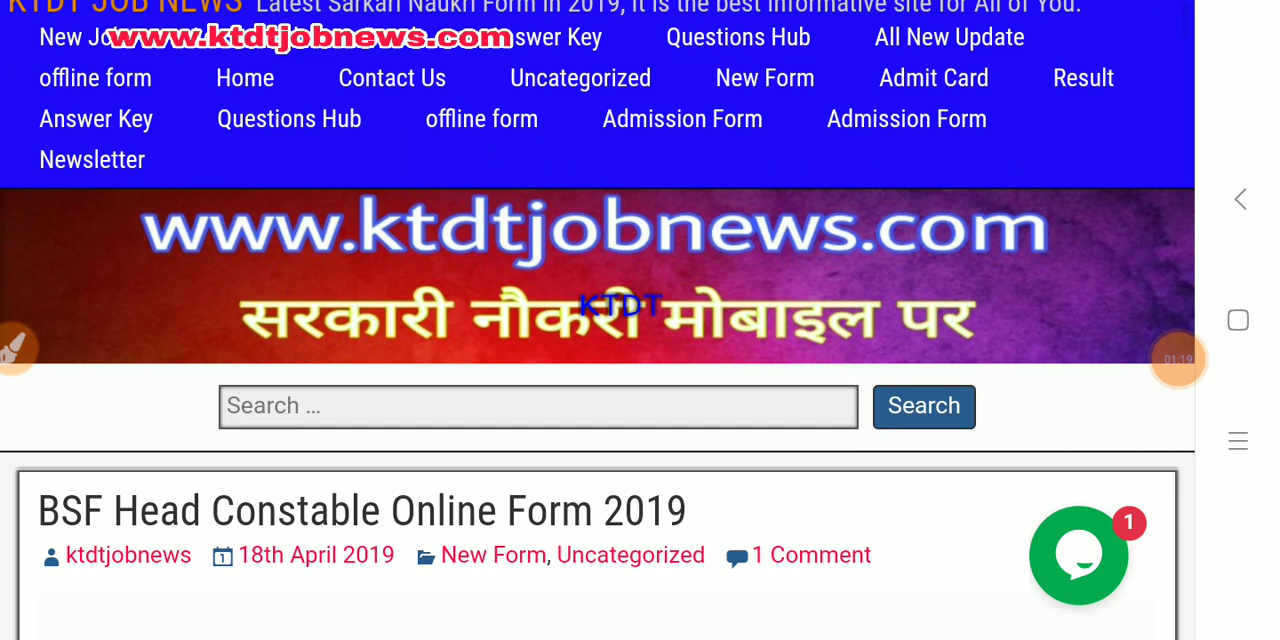 KTDT JOB NEWS Latest Sarkari Naukri Form in 2019, It is the best informative site for All of You.
www.ktdtjobnews.com
New Questions Hub All New Update
offline form Home Contact Us Uncategorized New Form Admit Card Result
Answer Key Questions Hub offline form Admission Form Admission Form
Newsletter
www.ktdtjobnews.com
सरकारी नौकरी मोबाइल पर
KTDT
01:19
Search ...
Search
BSF Head Constable Online Form 2019
1
ktdtjobnews 18th April 2019 New Form, Uncategorized 1 Comment